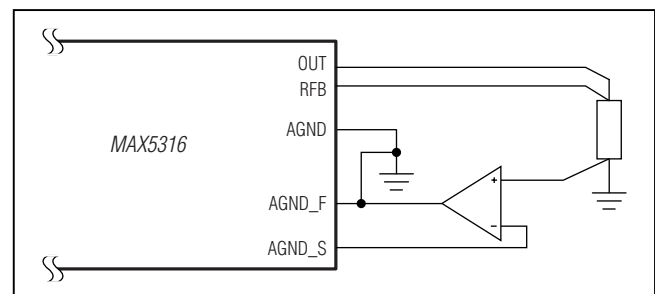 OUT
RFB
AGND
MAX5316
AGND_F
AGND_S
+
−